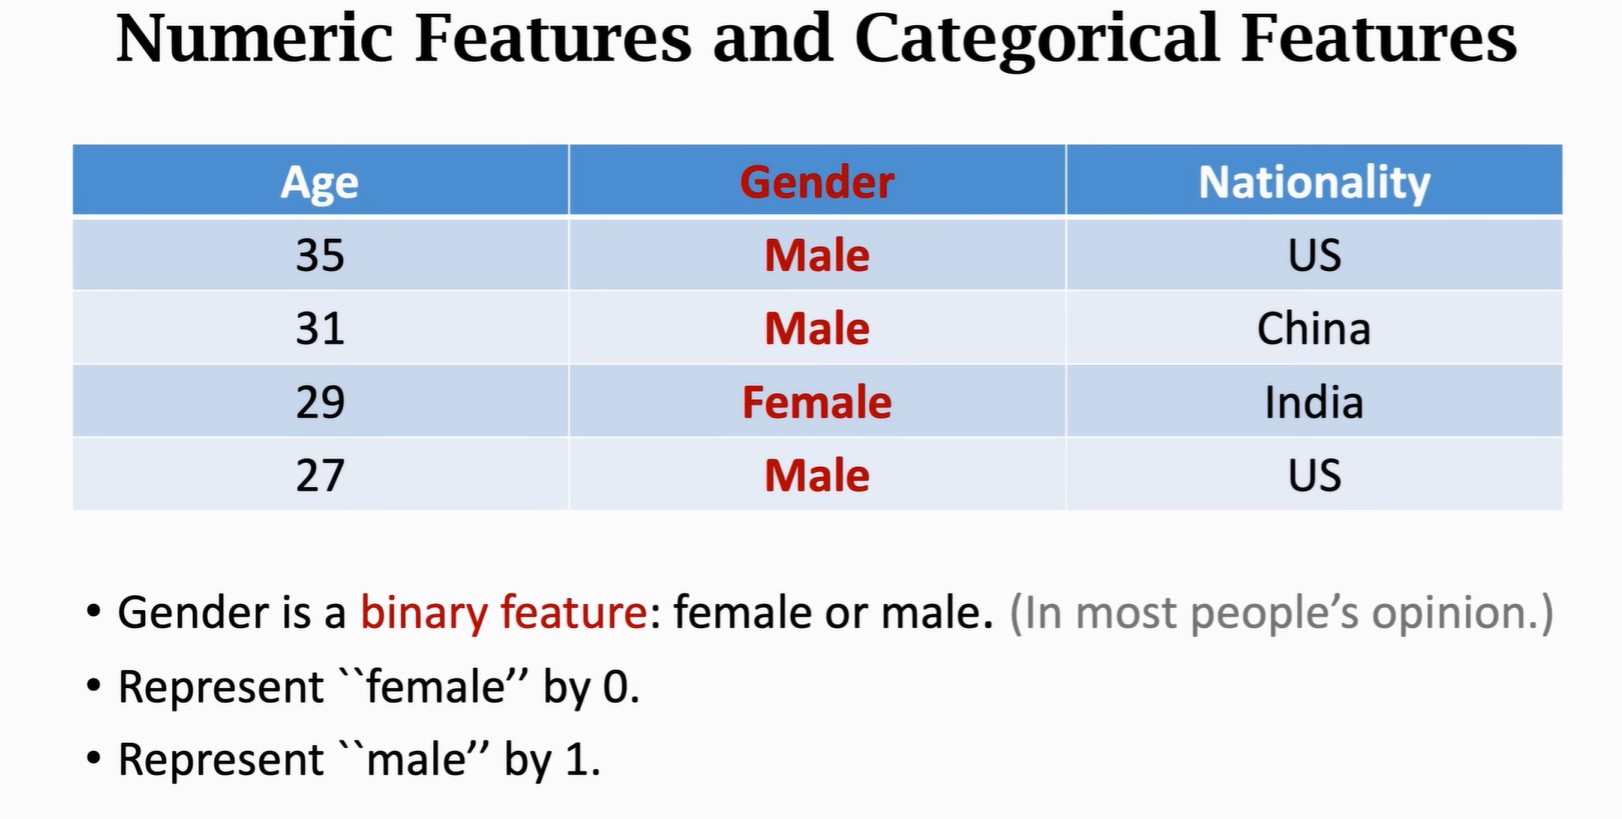 Numeric Features and Categorical Features
Age Gender Nationality
35 Male US
31 Male China
29 Female India
27 Male US
• Gender is a binary feature: female or male. (In most people’s opinion.)
• Represent ``female’’ by 0.
• Represent ``male’’ by 1.